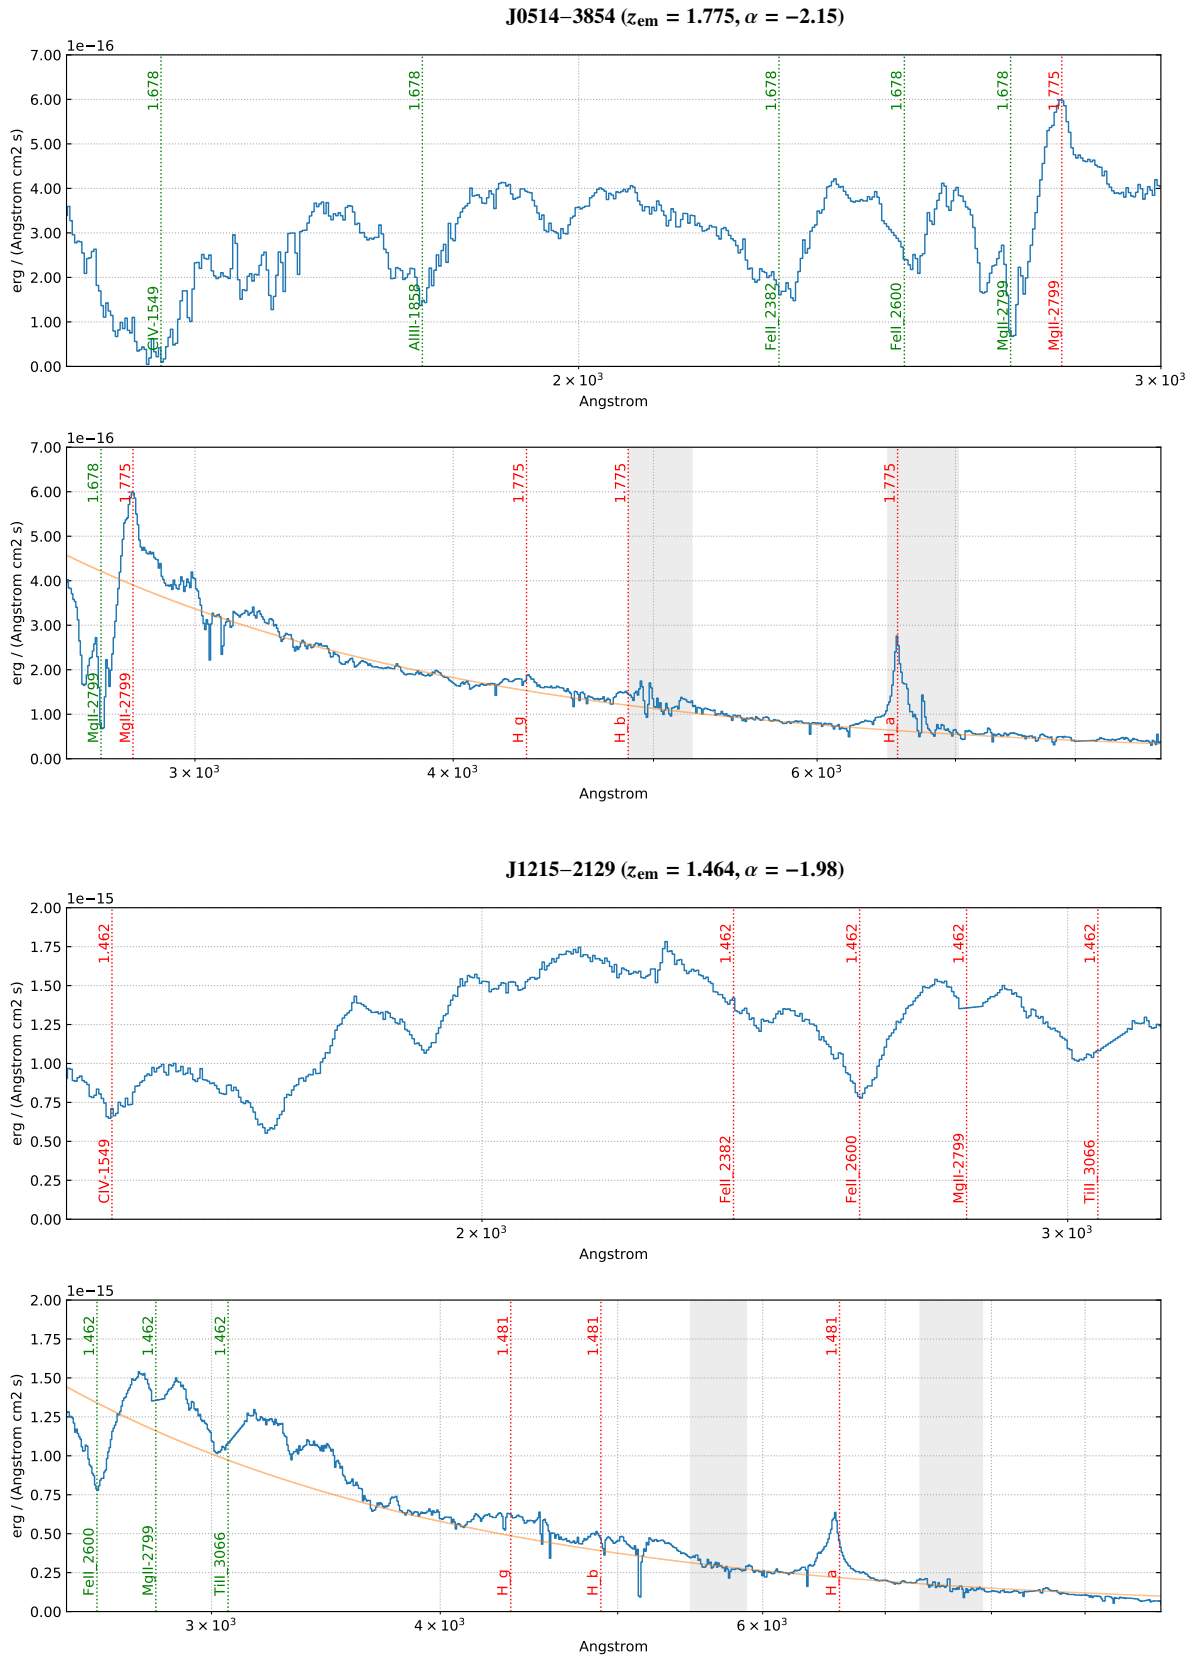 J0514−3854 (z_em = 1.775, α = −2.15)
1e−16
7.00
6.00
5.00
4.00
3.00
2.00
1.00
0.00
erg / (Angstrom cm2 s)
1.678
1.678
1.678
1.678
1.678
1.775
CIV-1549
AlIII-1858
FeII_2382
FeII_2600
MgII-2799
MgII-2799
2 × 10³
3 × 10³
Angstrom
1e−16
7.00
6.00
5.00
4.00
3.00
2.00
1.00
0.00
erg / (Angstrom cm2 s)
1.678
1.775
1.775
1.775
1.775
MgII-2799
MgII-2799
H_g
H_b
H_a
3 × 10³
4 × 10³
6 × 10³
Angstrom
J1215−2129 (z_em = 1.464, α = −1.98)
1e−15
2.00
1.75
1.50
1.25
1.00
0.75
0.50
0.25
0.00
erg / (Angstrom cm2 s)
1.462
1.462
1.462
1.462
1.462
CIV-1549
FeII_2382
FeII_2600
MgII-2799
TiII_3066
2 × 10³
3 × 10³
Angstrom
1e−15
2.00
1.75
1.50
1.25
1.00
0.75
0.50
0.25
0.00
erg / (Angstrom cm2 s)
1.462
1.462
1.462
1.481
1.481
1.481
FeII_2600
MgII-2799
TiII_3066
H_g
H_b
H_a
3 × 10³
4 × 10³
6 × 10³
Angstrom